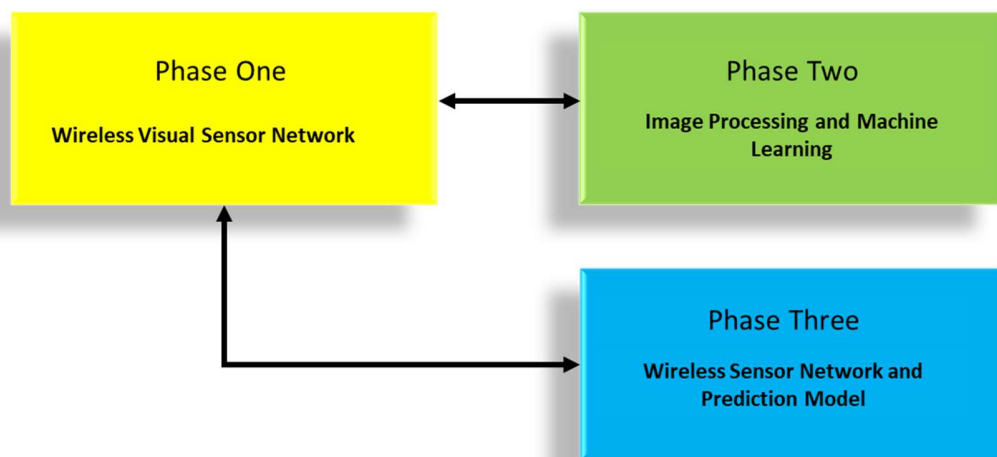 Phase One
Wireless Visual Sensor Network
Phase Two
Image Processing and Machine
Learning
Phase Three
Wireless Sensor Network and
Prediction Model